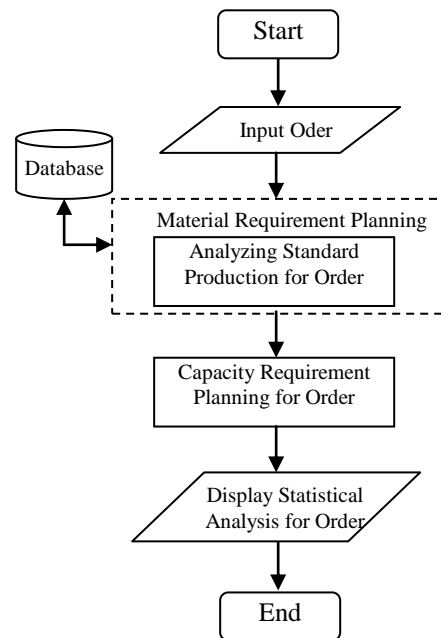 Start
Input Oder
Database
Material Requirement Planning
Analyzing Standard
Production for Order
Capacity Requirement
Planning for Order
Display Statistical
Analysis for Order
End